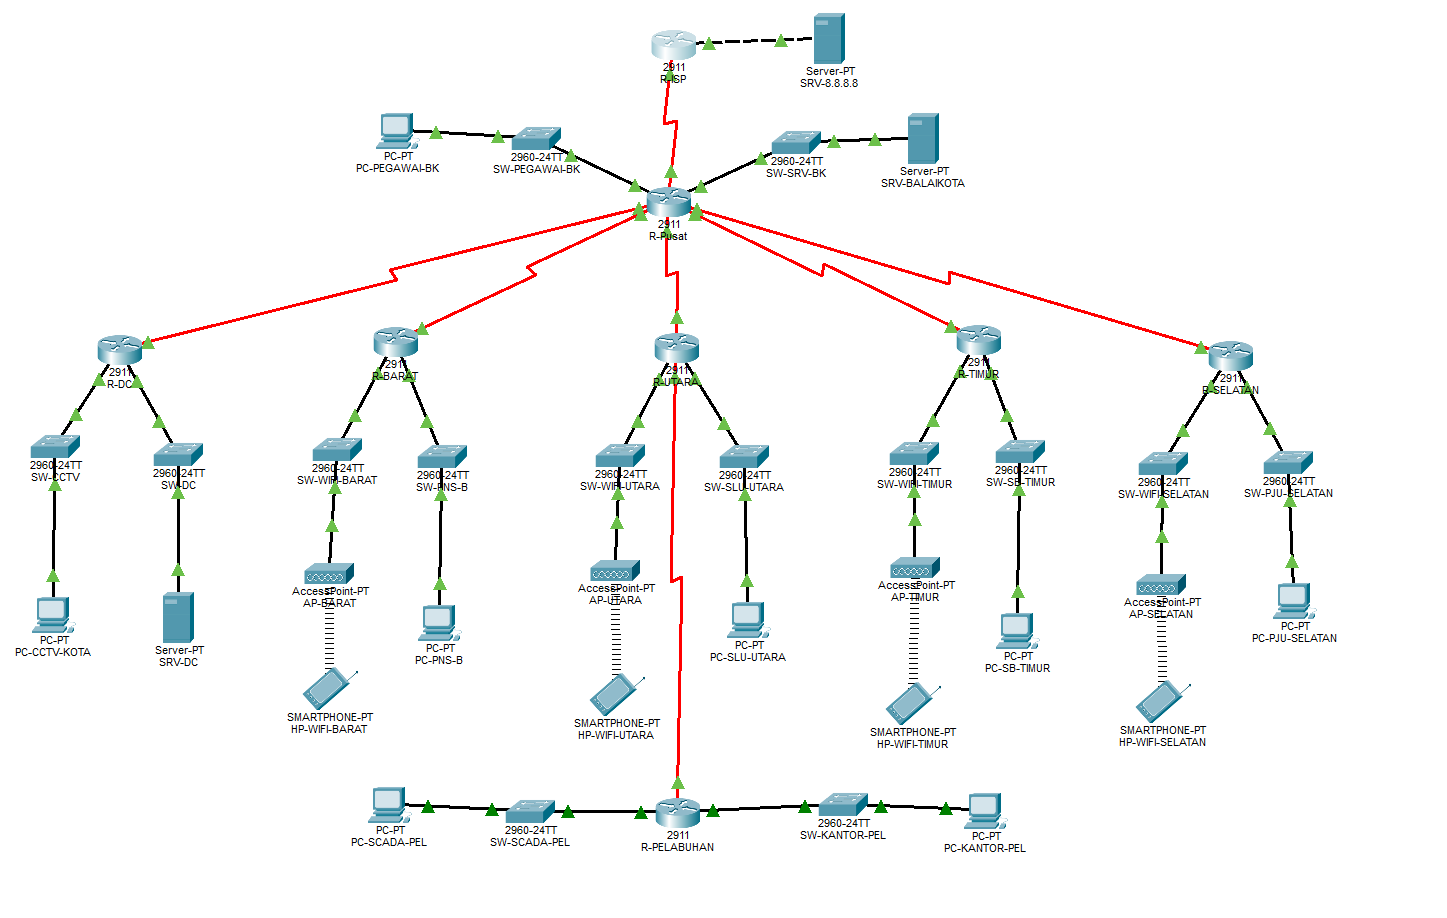 2911
R-ISP
Server-PT
SRV-8.8.8.8
PC-PT
PC-PEGAWAI-BK
2960-24TT
SW-PEGAWAI-BK
2960-24TT
SW-SRV-BK
Server-PT
SRV-BALAIKOTA
2911
R-Pusat
2911
R-DC
2911
R-BARAT
2911
R-UTARA
2911
R-TIMUR
2911
R-SELATAN
2960-24TT
SW-CCTV
2960-24TT
SW-DC
2960-24TT
SW-WIFI-BARAT
2960-24TT
SW-PNS-B
2960-24TT
SW-WIFI-UTARA
2960-24TT
SW-SLU-UTARA
2960-24TT
SW-WIFI-TIMUR
2960-24TT
SW-SB-TIMUR
2960-24TT
SW-WIFI-SELATAN
2960-24TT
SW-PJU-SELATAN
PC-PT
PC-CCTV-KOTA
Server-PT
SRV-DC
AccessPoint-PT
AP-BARAT
PC-PT
PC-PNS-B
AccessPoint-PT
AP-UTARA
PC-PT
PC-SLU-UTARA
AccessPoint-PT
AP-TIMUR
PC-PT
PC-SB-TIMUR
AccessPoint-PT
AP-SELATAN
PC-PT
PC-PJU-SELATAN
SMARTPHONE-PT
HP-WIFI-BARAT
SMARTPHONE-PT
HP-WIFI-UTARA
SMARTPHONE-PT
HP-WIFI-TIMUR
SMARTPHONE-PT
HP-WIFI-SELATAN
PC-PT
PC-SCADA-PEL
2960-24TT
SW-SCADA-PEL
2911
R-PELABUHAN
2960-24TT
SW-KANTOR-PEL
PC-PT
PC-KANTOR-PEL